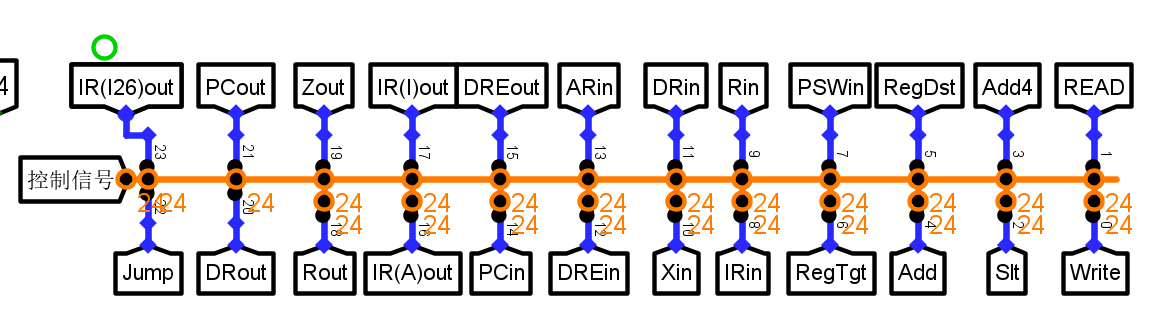 4 IR(I26)out PCout Zout IR(I)out DREout ARin DRin Rin PSWin RegDst Add4 READ
23 21 19 17 15 13 11 9 7 5 3 1
控制信号
24 24 24 24 24 24 24 24 24 24 24 24 24
22 20 24 24 24 24 24 24 24 24 24 24
18 16 14 12 10 8 6 4 2 0
Jump DRout Rout IR(A)out PCin DREin Xin IRin RegTgt Add Slt Write